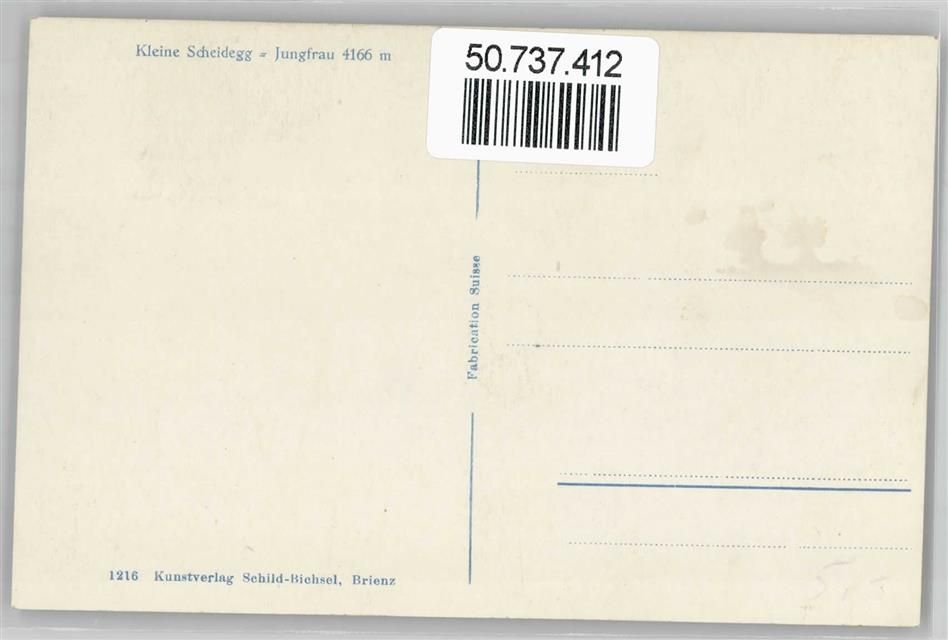 Kleine Scheidegg = Jungfrau 4166 m
50.737.412
Fabrication Suisse
1216 Kunstverlag Schild-Bichsel, Brienz